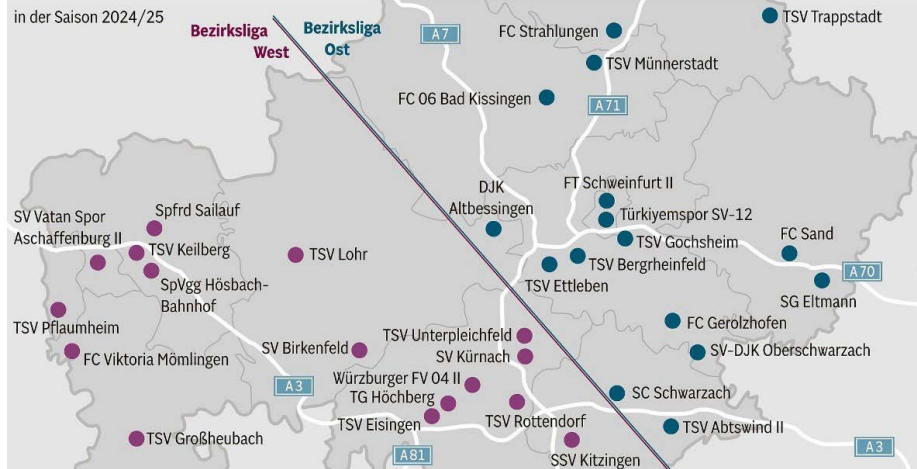 in der Saison 2024/25
Bezirksliga
West
Bezirksliga
Ost
A7
FC Strahlungen
TSV Trappstadt
TSV Münnerstadt
FC 06 Bad Kissingen
A71
DJK
Altbessingen
FT Schweinfurt II
Türkiyemspor SV-12
TSV Gochsheim
FC Sand
TSV Bergrheinfeld
TSV Ettleben
A70
SG Eltmann
SV Vatan Spor
Aschaffenburg II
Spfrd Sailauf
TSV Keilberg
SpVgg Hösbach-
Bahnhof
TSV Lohr
TSV Pflaumheim
FC Viktoria Mömlingen
SV Birkenfeld
TSV Unterpleichfeld
SV Kürnach
FC Gerolzhofen
SV-DJK Oberschwarzach
A3
Würzburger FV 04 II
TG Höchberg
TSV Eisingen
TSV Rottendorf
SC Schwarzach
TSV Abtswind II
TSV Großheubach
A81
SSV Kitzingen
A3